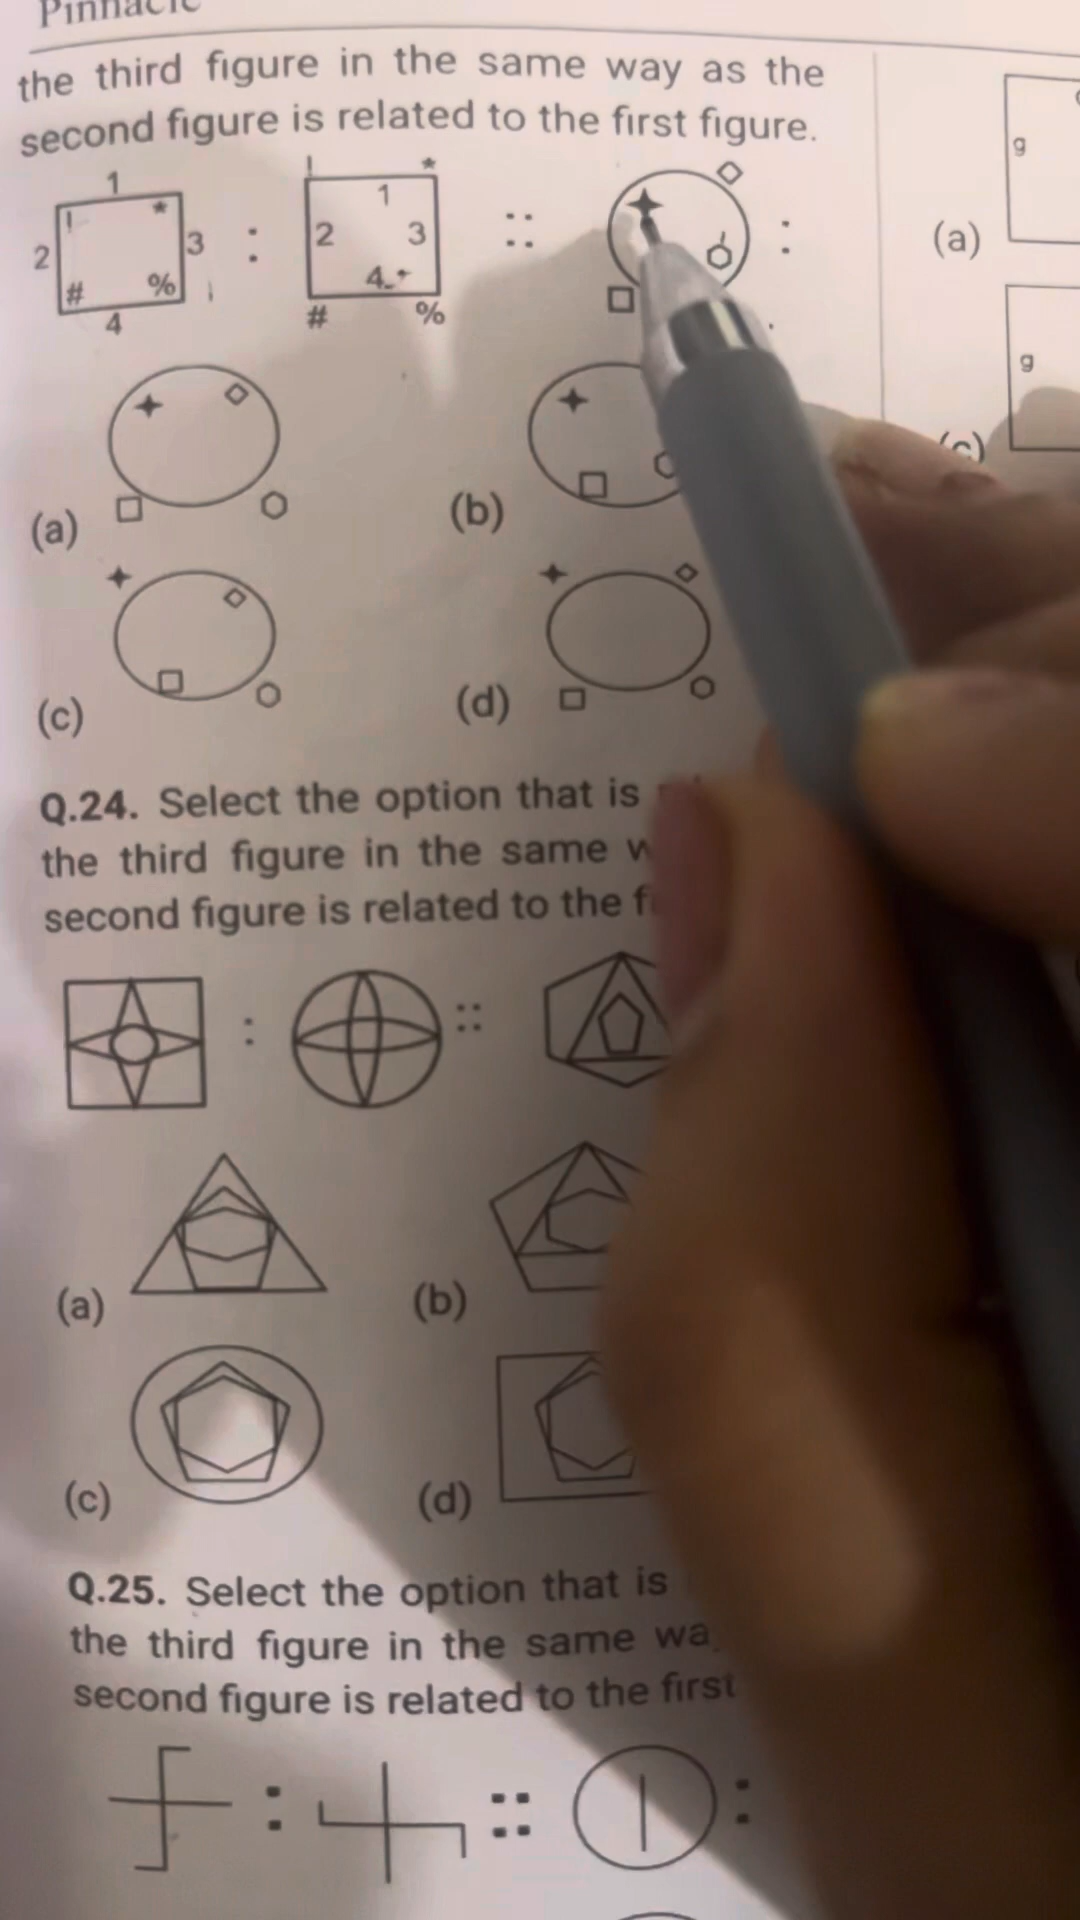 Pinnacle
the third figure in the same way as the
second figure is related to the first figure.
1
! *
2 3
# %
4
! *
1
2 3
4
# %
(a)
g
g
(c)
(a)
(b)
(c)
(d)
Q.24. Select the option that is
the third figure in the same
second figure is related to the
(a)
(b)
(c)
(d)
Q.25. Select the option that is
the third figure in the same
second figure is related to the first